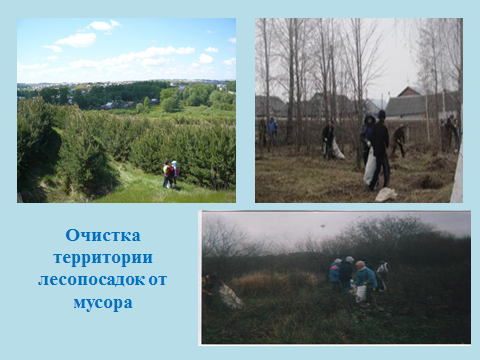 Очистка
территории
лесопосадок от
мусора